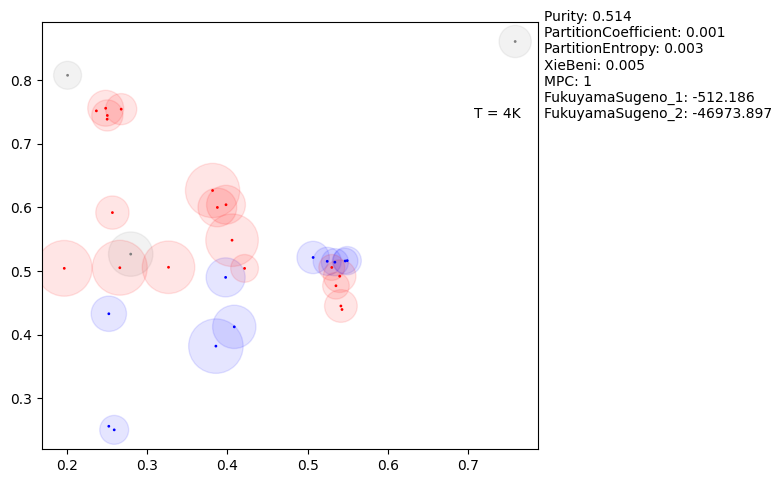 Purity: 0.514
PartitionCoefficient: 0.001
PartitionEntropy: 0.003
XieBeni: 0.005
MPC: 1
FukuyamaSugeno_1: -512.186
FukuyamaSugeno_2: -46973.897
T = 4K
0.8
0.7
0.6
0.5
0.4
0.3
0.2 0.3 0.4 0.5 0.6 0.7